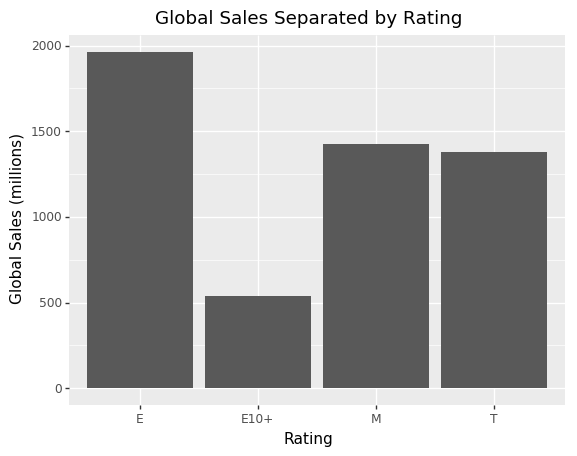 Global Sales Separated by Rating
Global Sales (millions)
2000
1500
1000
500
0
E E10+ M T
Rating